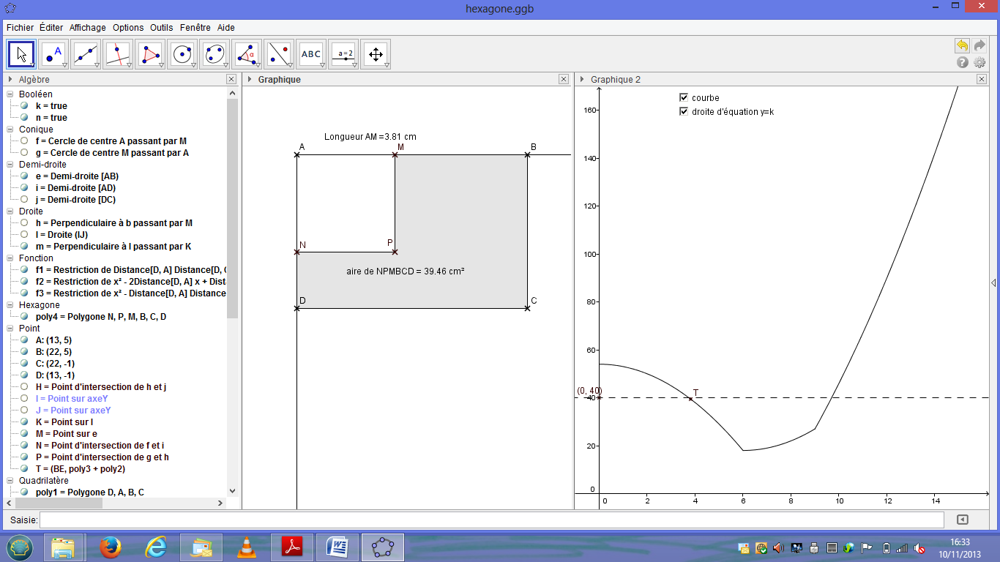 hexagone.ggb
Fichier Éditer Affichage Options Outils Fenêtre Aide
A
α
ABC
a=2
Algèbre
Booléen
k = true
n = true
Conique
f = Cercle de centre A passant par M
g = Cercle de centre M passant par A
Demi-droite
e = Demi-droite [AB)
i = Demi-droite [AD)
j = Demi-droite [DC)
Droite
h = Perpendiculaire à b passant par M
l = Droite (IJ)
m = Perpendiculaire à l passant par K
Fonction
f1 = Restriction de Distance[D, A] Distance[D, 
f2 = Restriction de x² - 2Distance[D, A] x + Dist
f3 = Restriction de x² - Distance[D, A] Distance
Hexagone
poly4 = Polygone N, P, M, B, C, D
Point
A: (13, 5)
B: (22, 5)
C: (22, -1)
D: (13, -1)
H = Point d'intersection de h et j
I = Point sur axeY
J = Point sur axeY
K = Point sur l
M = Point sur e
N = Point d'intersection de f et i
P = Point d'intersection de g et h
T = (BE, poly3 + poly2)
Quadrilatère
poly1 = Polygone D, A, B, C
Graphique
Longueur AM =3.81 cm
A M B
N P
aire de NPMBCD = 39.46 cm²
D C
Graphique 2
courbe
droite d'équation y=k
160
140
120
100
80
60
(0, 40)
T
40
20
0
0 2 4 6 8 10 12 14
Saisie:
16:33
10/11/2013